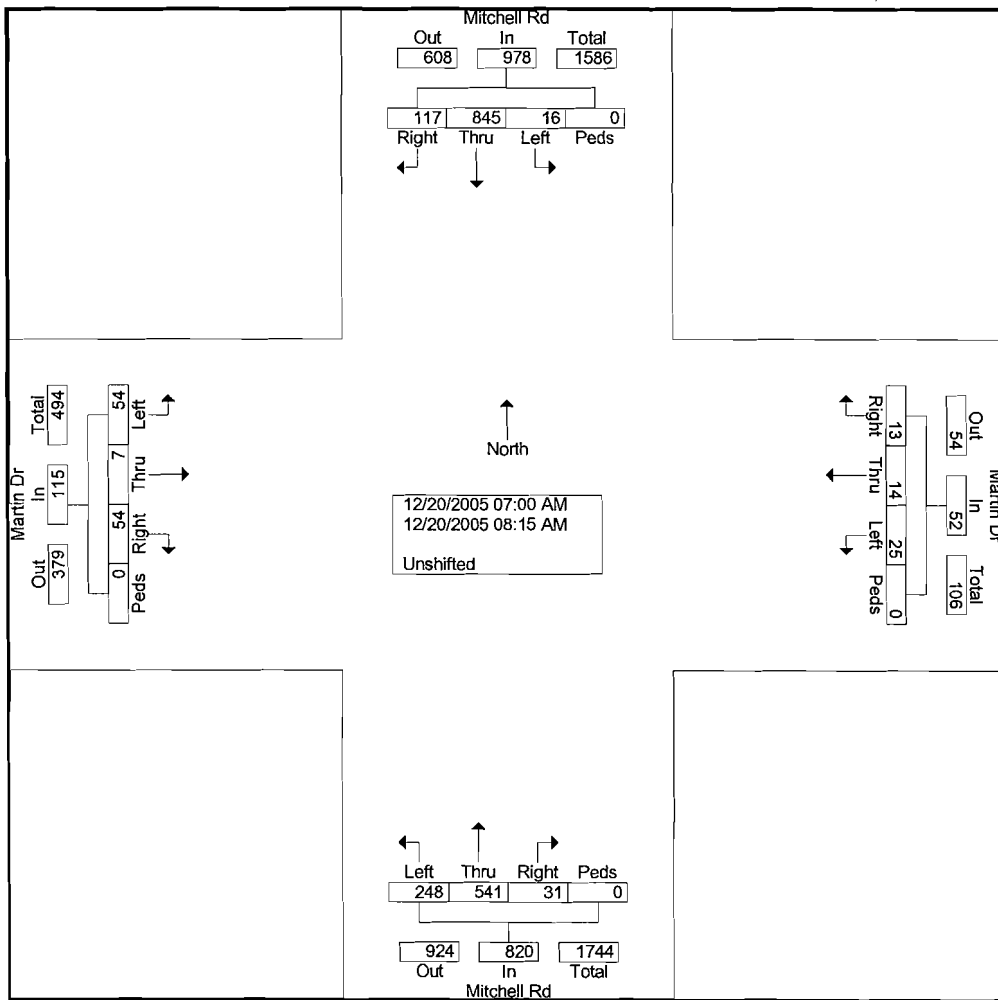 Mitchell Rd
Out In Total
608 978 1586
117 845 16 0
Right Thru Left Peds
Martin Dr
Total In Out
494 115 379
54 7 54 0
Left Thru Right Peds
North
12/20/2005 07:00 AM
12/20/2005 08:15 AM
Unshifted
Right Thru Left Peds
13 14 25 0
Out In Total
54 52 106
Martin Dr
Left Thru Right Peds
248 541 31 0
924 820 1744
Out In Total
Mitchell Rd